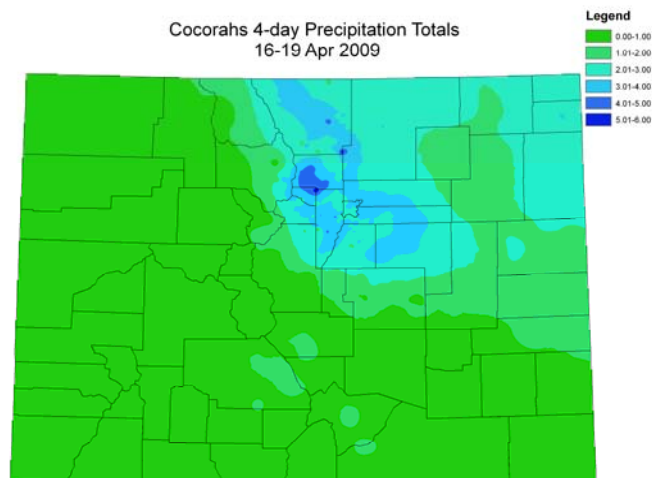 Cocorahs 4-day Precipitation Totals
16-19 Apr 2009
Legend
0.00-1.00
1.01-2.00
2.01-3.00
3.01-4.00
4.01-5.00
5.01-6.00